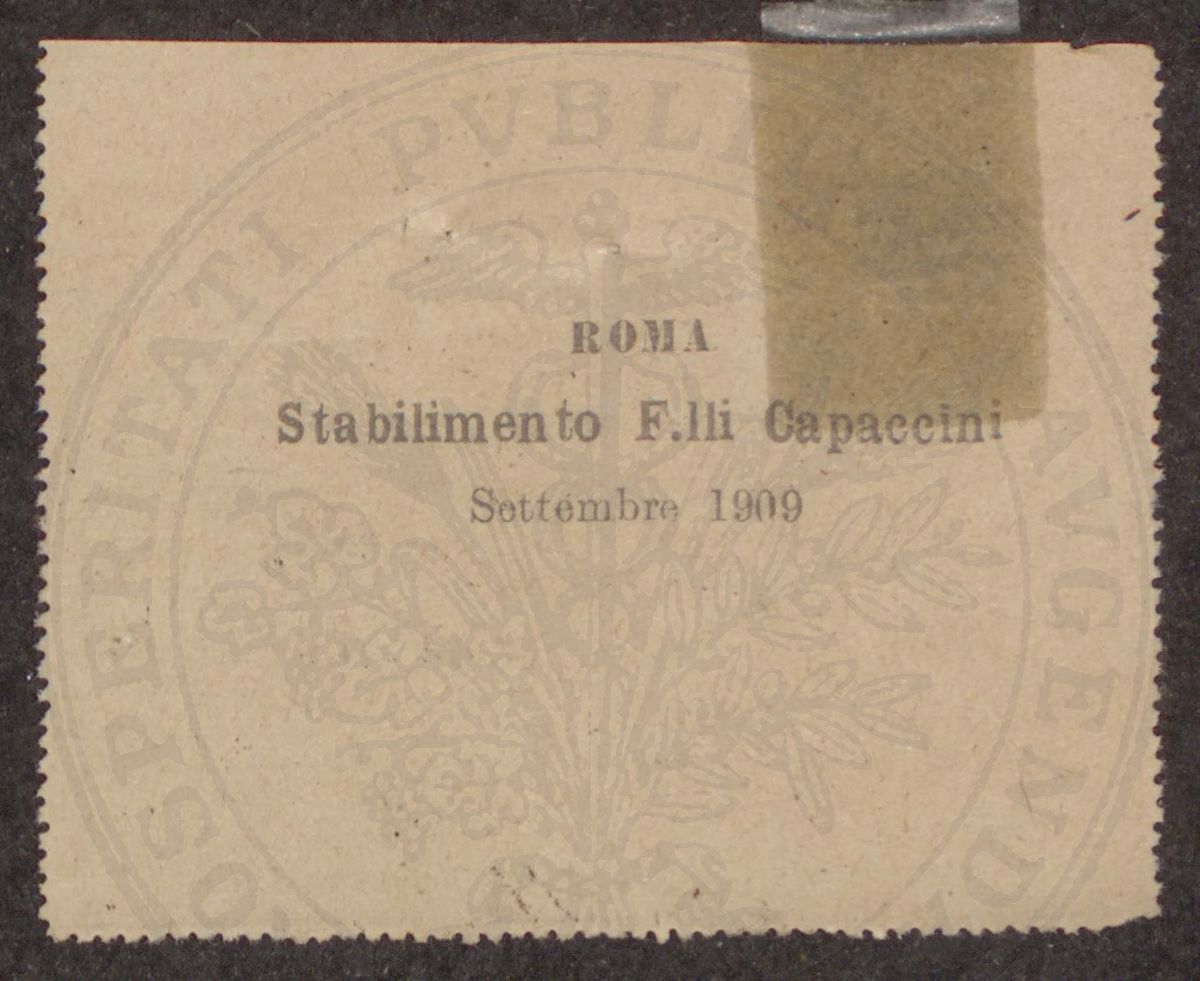 ROMA
Stabilimento F.lli Capaccini
Settembre 1909
PROSPERITATI PVBLICAE AVGENDAE